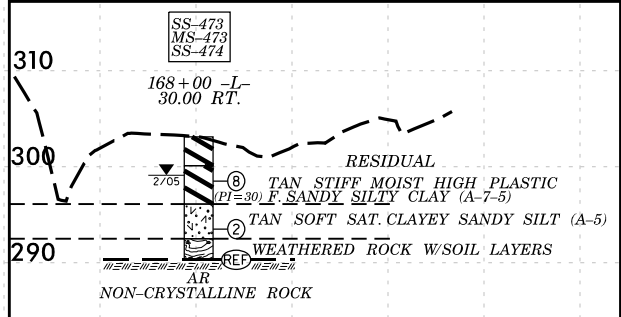 SS-473
MS-473
SS-474
310
168+00 -L-
30.00 RT.
300
RESIDUAL
2/05
8
TAN STIFF MOIST HIGH PLASTIC
(PI=30) F. SANDY SILTY CLAY (A-7-5)
2
TAN SOFT SAT. CLAYEY SANDY SILT (A-5)
290
WEATHERED ROCK W/SOIL LAYERS
REF
AR
NON-CRYSTALLINE ROCK